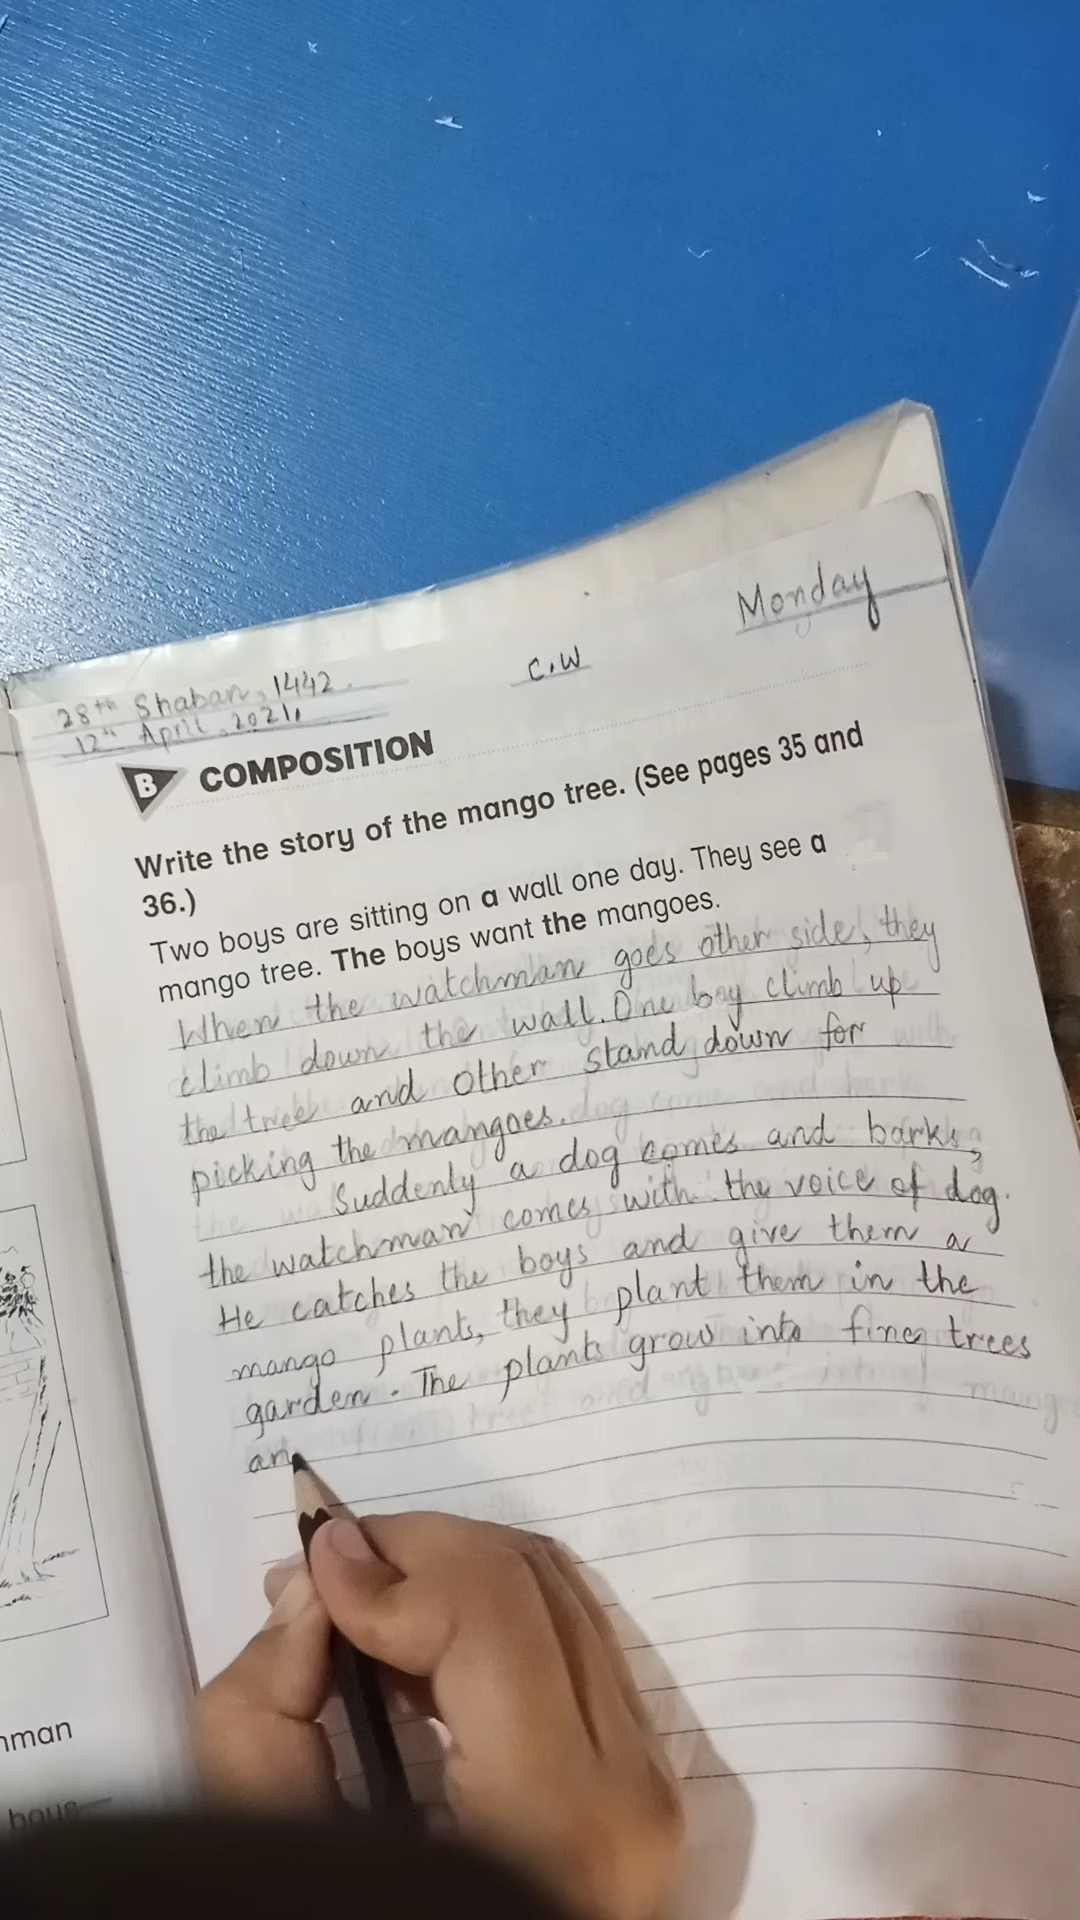 Monday
C.W
28th Shaban, 1442.
12th April, 2021.
B COMPOSITION
Write the story of the mango tree. (See pages 35 and
36.)
Two boys are sitting on a wall one day. They see a
mango tree. The boys want the mangoes.
When the watchman goes other side, they
climb down the wall. One boy climb up
the tree and other stand down for
picking the mangoes.
Suddenly a dog comes and barks,
the watchman comes with the voice of dog.
He catches the boys and give them a
mango plants, they plant them in the
garden. The plants grow into fine trees
an
hman
boys